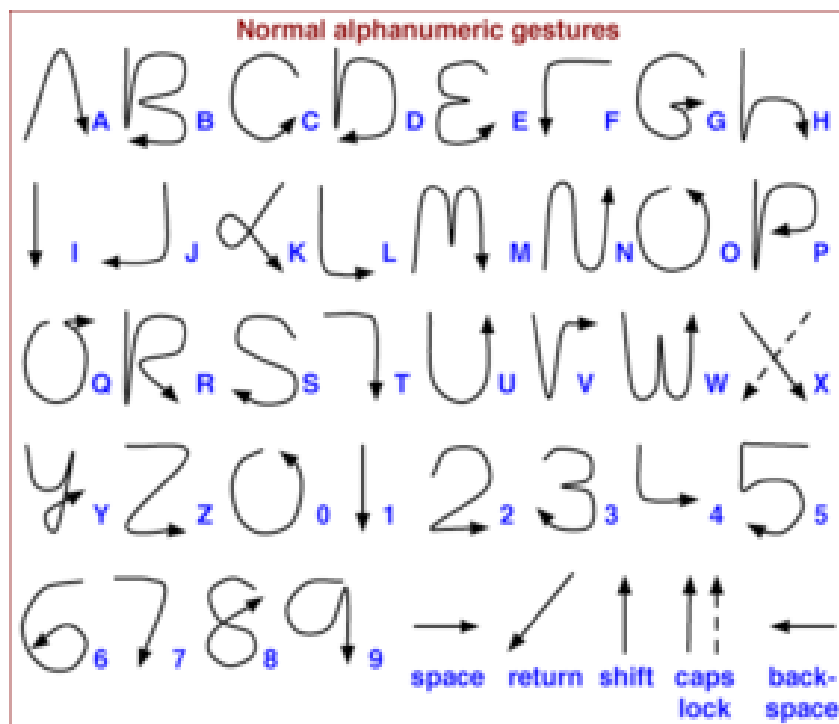 Normal alphanumeric gestures
A B C D E F G H
I J K L M N O P
Q R S T U V W X
Y Z 0 1 2 3 4 5
6 7 8 9 space return shift caps lock back-space